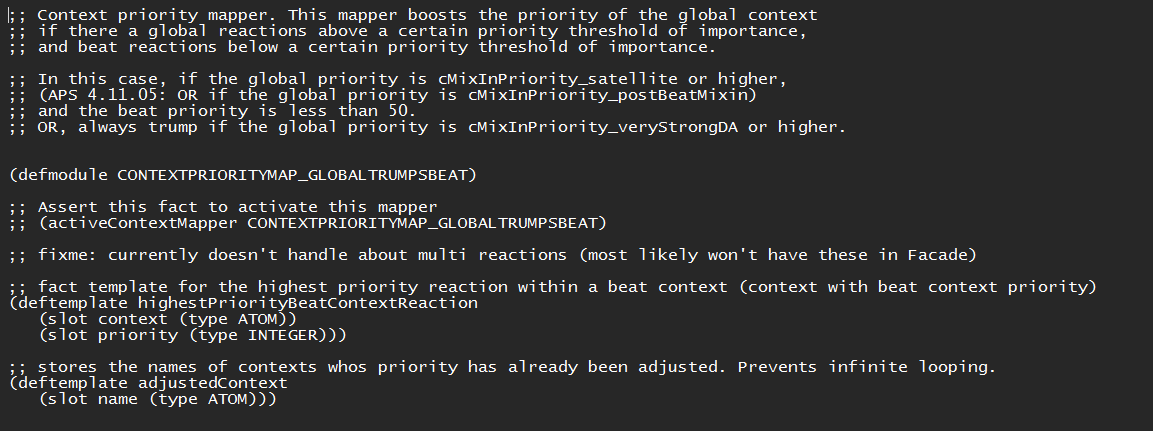 ;; Context priority mapper. This mapper boosts the priority of the global context
;; if there a global reactions above a certain priority threshold of importance,
;; and beat reactions below a certain priority threshold of importance.
;; In this case, if the global priority is cMixInPriority_satellite or higher,
;; (APS 4.11.05: OR if the global priority is cMixInPriority_postBeatMixin)
;; and the beat priority is less than 50.
;; OR, always trump if the global priority is cMixInPriority_veryStrongDA or higher.
(defmodule CONTEXTPRIORITYMAP_GLOBALTRUMPSBEAT)
;; Assert this fact to activate this mapper
;; (activeContextMapper CONTEXTPRIORITYMAP_GLOBALTRUMPSBEAT)
;; fixme: currently doesn't handle about multi reactions (most likely won't have these in Facade)
;; fact template for the highest priority reaction within a beat context (context with beat context priority)
(deftemplate highestPriorityBeatContextReaction
(slot context (type ATOM))
(slot priority (type INTEGER)))
;; stores the names of contexts whos priority has already been adjusted. Prevents infinite looping.
(deftemplate adjustedContext
(slot name (type ATOM)))